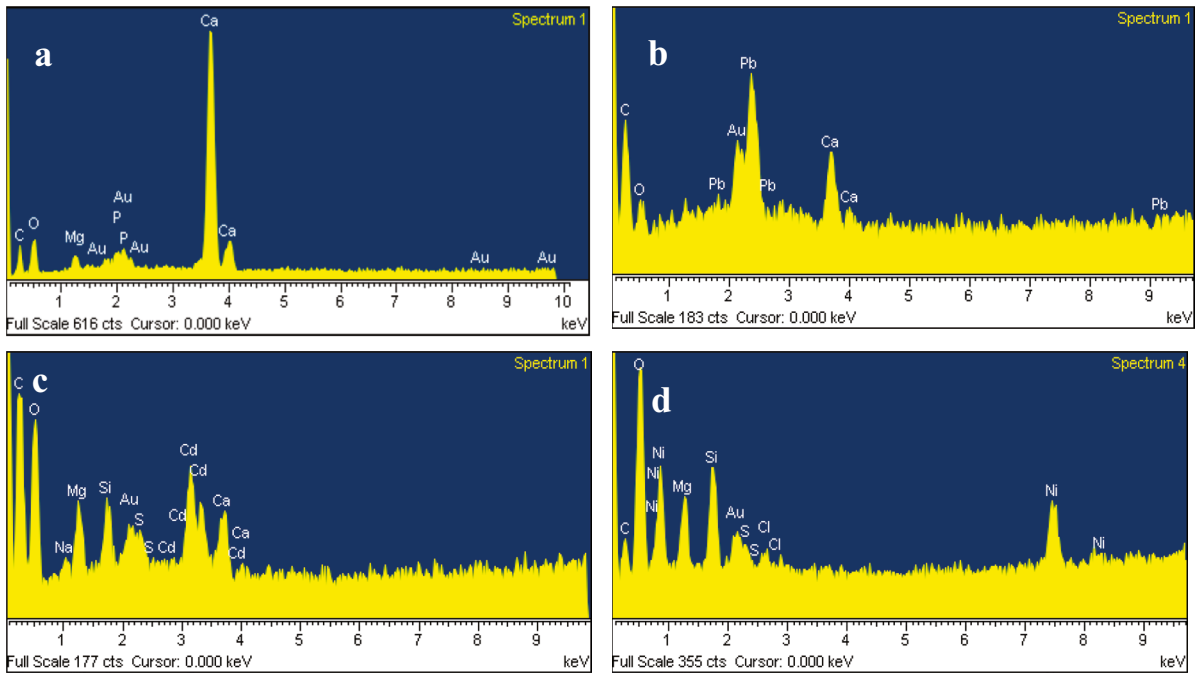 a
Spectrum 1
Ca
Au
P
C
O
Mg
Au
P
Au
Ca
Au
Au
1 2 3 4 5 6 7 8 9 10
Full Scale 616 cts Cursor: 0.000 keV
keV
b
Spectrum 1
Pb
C
Au
Ca
O
Pb
Pb
Ca
Pb
1 2 3 4 5 6 7 8 9
Full Scale 183 cts Cursor: 0.000 keV
keV
c
Spectrum 1
C
O
Cd
Cd
Mg
Si
Au
Ca
S
Cd
Ca
Na
S
Cd
Cd
1 2 3 4 5 6 7 8 9
Full Scale 177 cts Cursor: 0.000 keV
keV
d
Spectrum 4
O
Ni
Si
Ni
Mg
Ni
Ni
Au
C
S
Cl
S
Cl
Ni
1 2 3 4 5 6 7 8 9
Full Scale 355 cts Cursor: 0.000 keV
keV